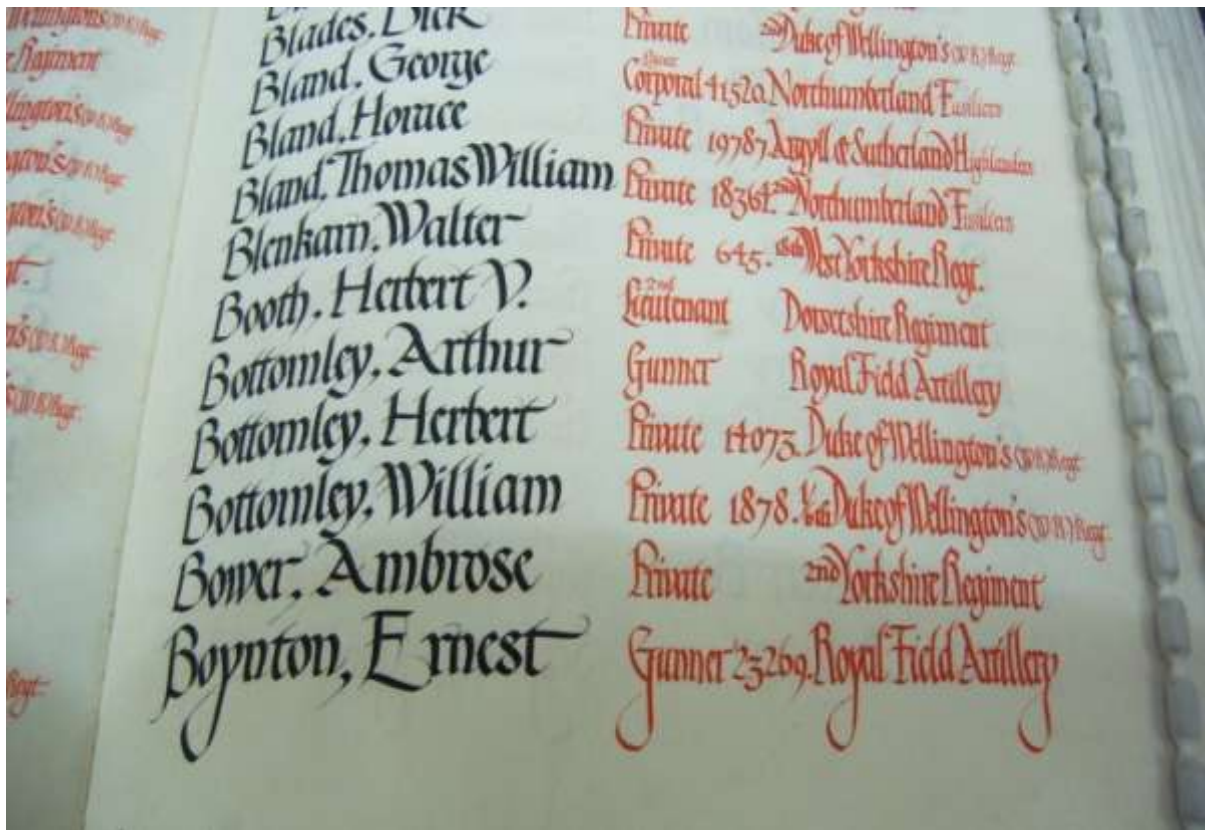 Blades, Dick Private 2nd Duke of Wellington's (W R) Regt.
Bland, George Lance Corporal 41520. Northumberland Fusiliers
Bland, Horace Private 19787 Argyll & Sutherland Highlanders
Bland, Thomas William Private 18364. 2nd Northumberland Fusiliers
Blenkarn, Walter Private 645. West Yorkshire Regt.
Booth, Herbert V. 2nd Lieutenant Dorsetshire Regiment
Bottomley, Arthur Gunner Royal Field Artillery
Bottomley, Herbert Private 14073. Duke of Wellington's (W R) Regt.
Bottomley, William Private 1878. 1/6th Duke of Wellington's (W R) Regt.
Bower, Ambrose Private 2nd Yorkshire Regiment
Boynton, Ernest Gunner 23269. Royal Field Artillery